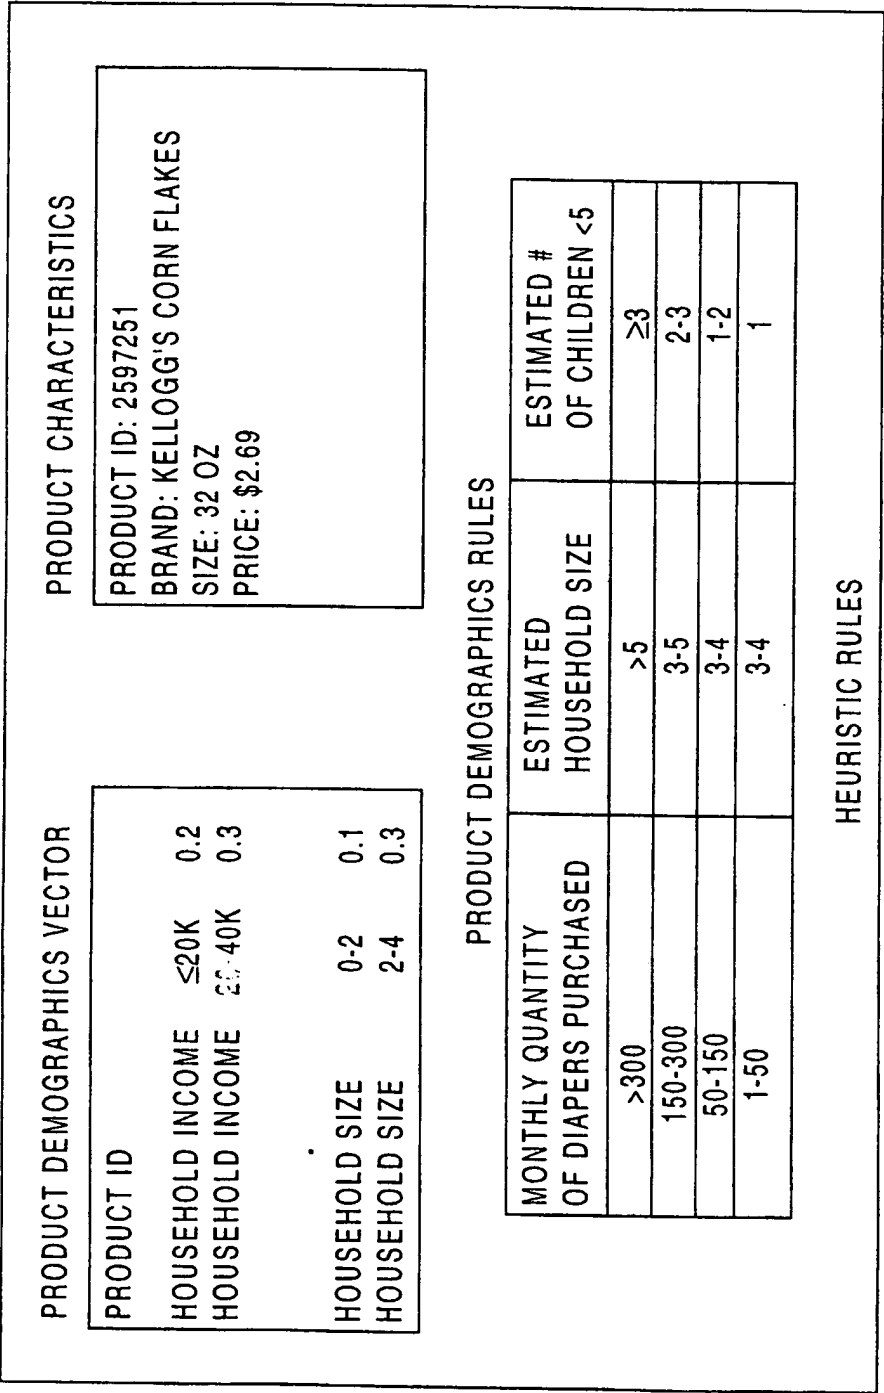 PRODUCT DEMOGRAPHICS VECTOR
PRODUCT ID
HOUSEHOLD INCOME ≤20K 0.2
HOUSEHOLD INCOME 20-40K 0.3
HOUSEHOLD SIZE 0-2 0.1
HOUSEHOLD SIZE 2-4 0.3
PRODUCT CHARACTERISTICS
PRODUCT ID: 2597251
BRAND: KELLOGG'S CORN FLAKES
SIZE: 32 OZ
PRICE: $2.69
PRODUCT DEMOGRAPHICS RULES
MONTHLY QUANTITY
OF DIAPERS PURCHASED
ESTIMATED
HOUSEHOLD SIZE
ESTIMATED #
OF CHILDREN <5
>300 >5 ≥3
150-300 3-5 2-3
50-150 3-4 1-2
1-50 3-4 1
HEURISTIC RULES